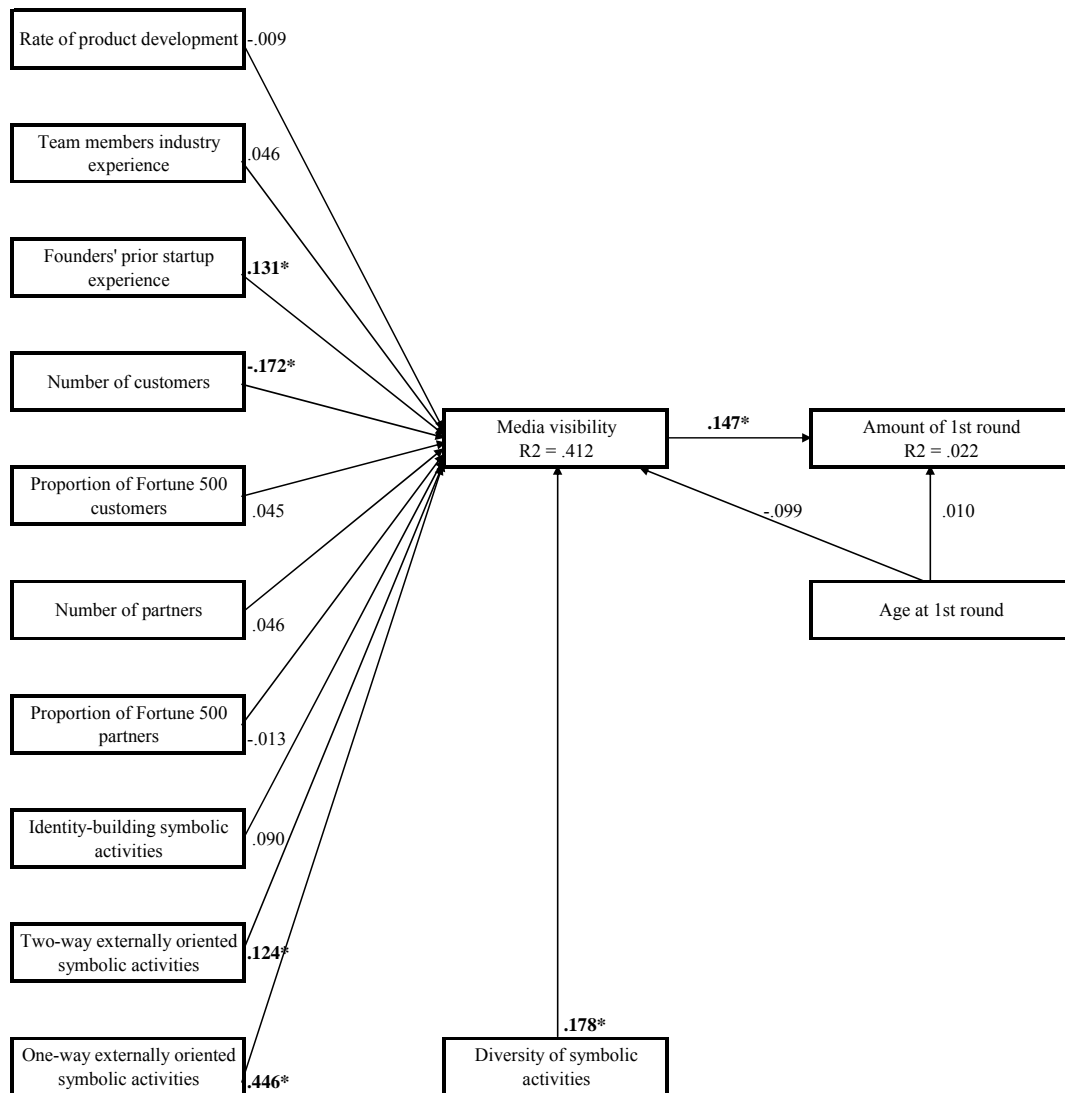 Rate of product development
-.009
Team members industry
experience
.046
Founders' prior startup
experience
.131*
Number of customers
-.172*
Media visibility
R2 = .412
.147*
Amount of 1st round
R2 = .022
Proportion of Fortune 500
customers
.045
-.099
.010
Number of partners
.046
Age at 1st round
Proportion of Fortune 500
partners
-.013
Identity-building symbolic
activities
.090
Two-way externally oriented
symbolic activities
.124*
One-way externally oriented
symbolic activities
.446*
.178*
Diversity of symbolic
activities